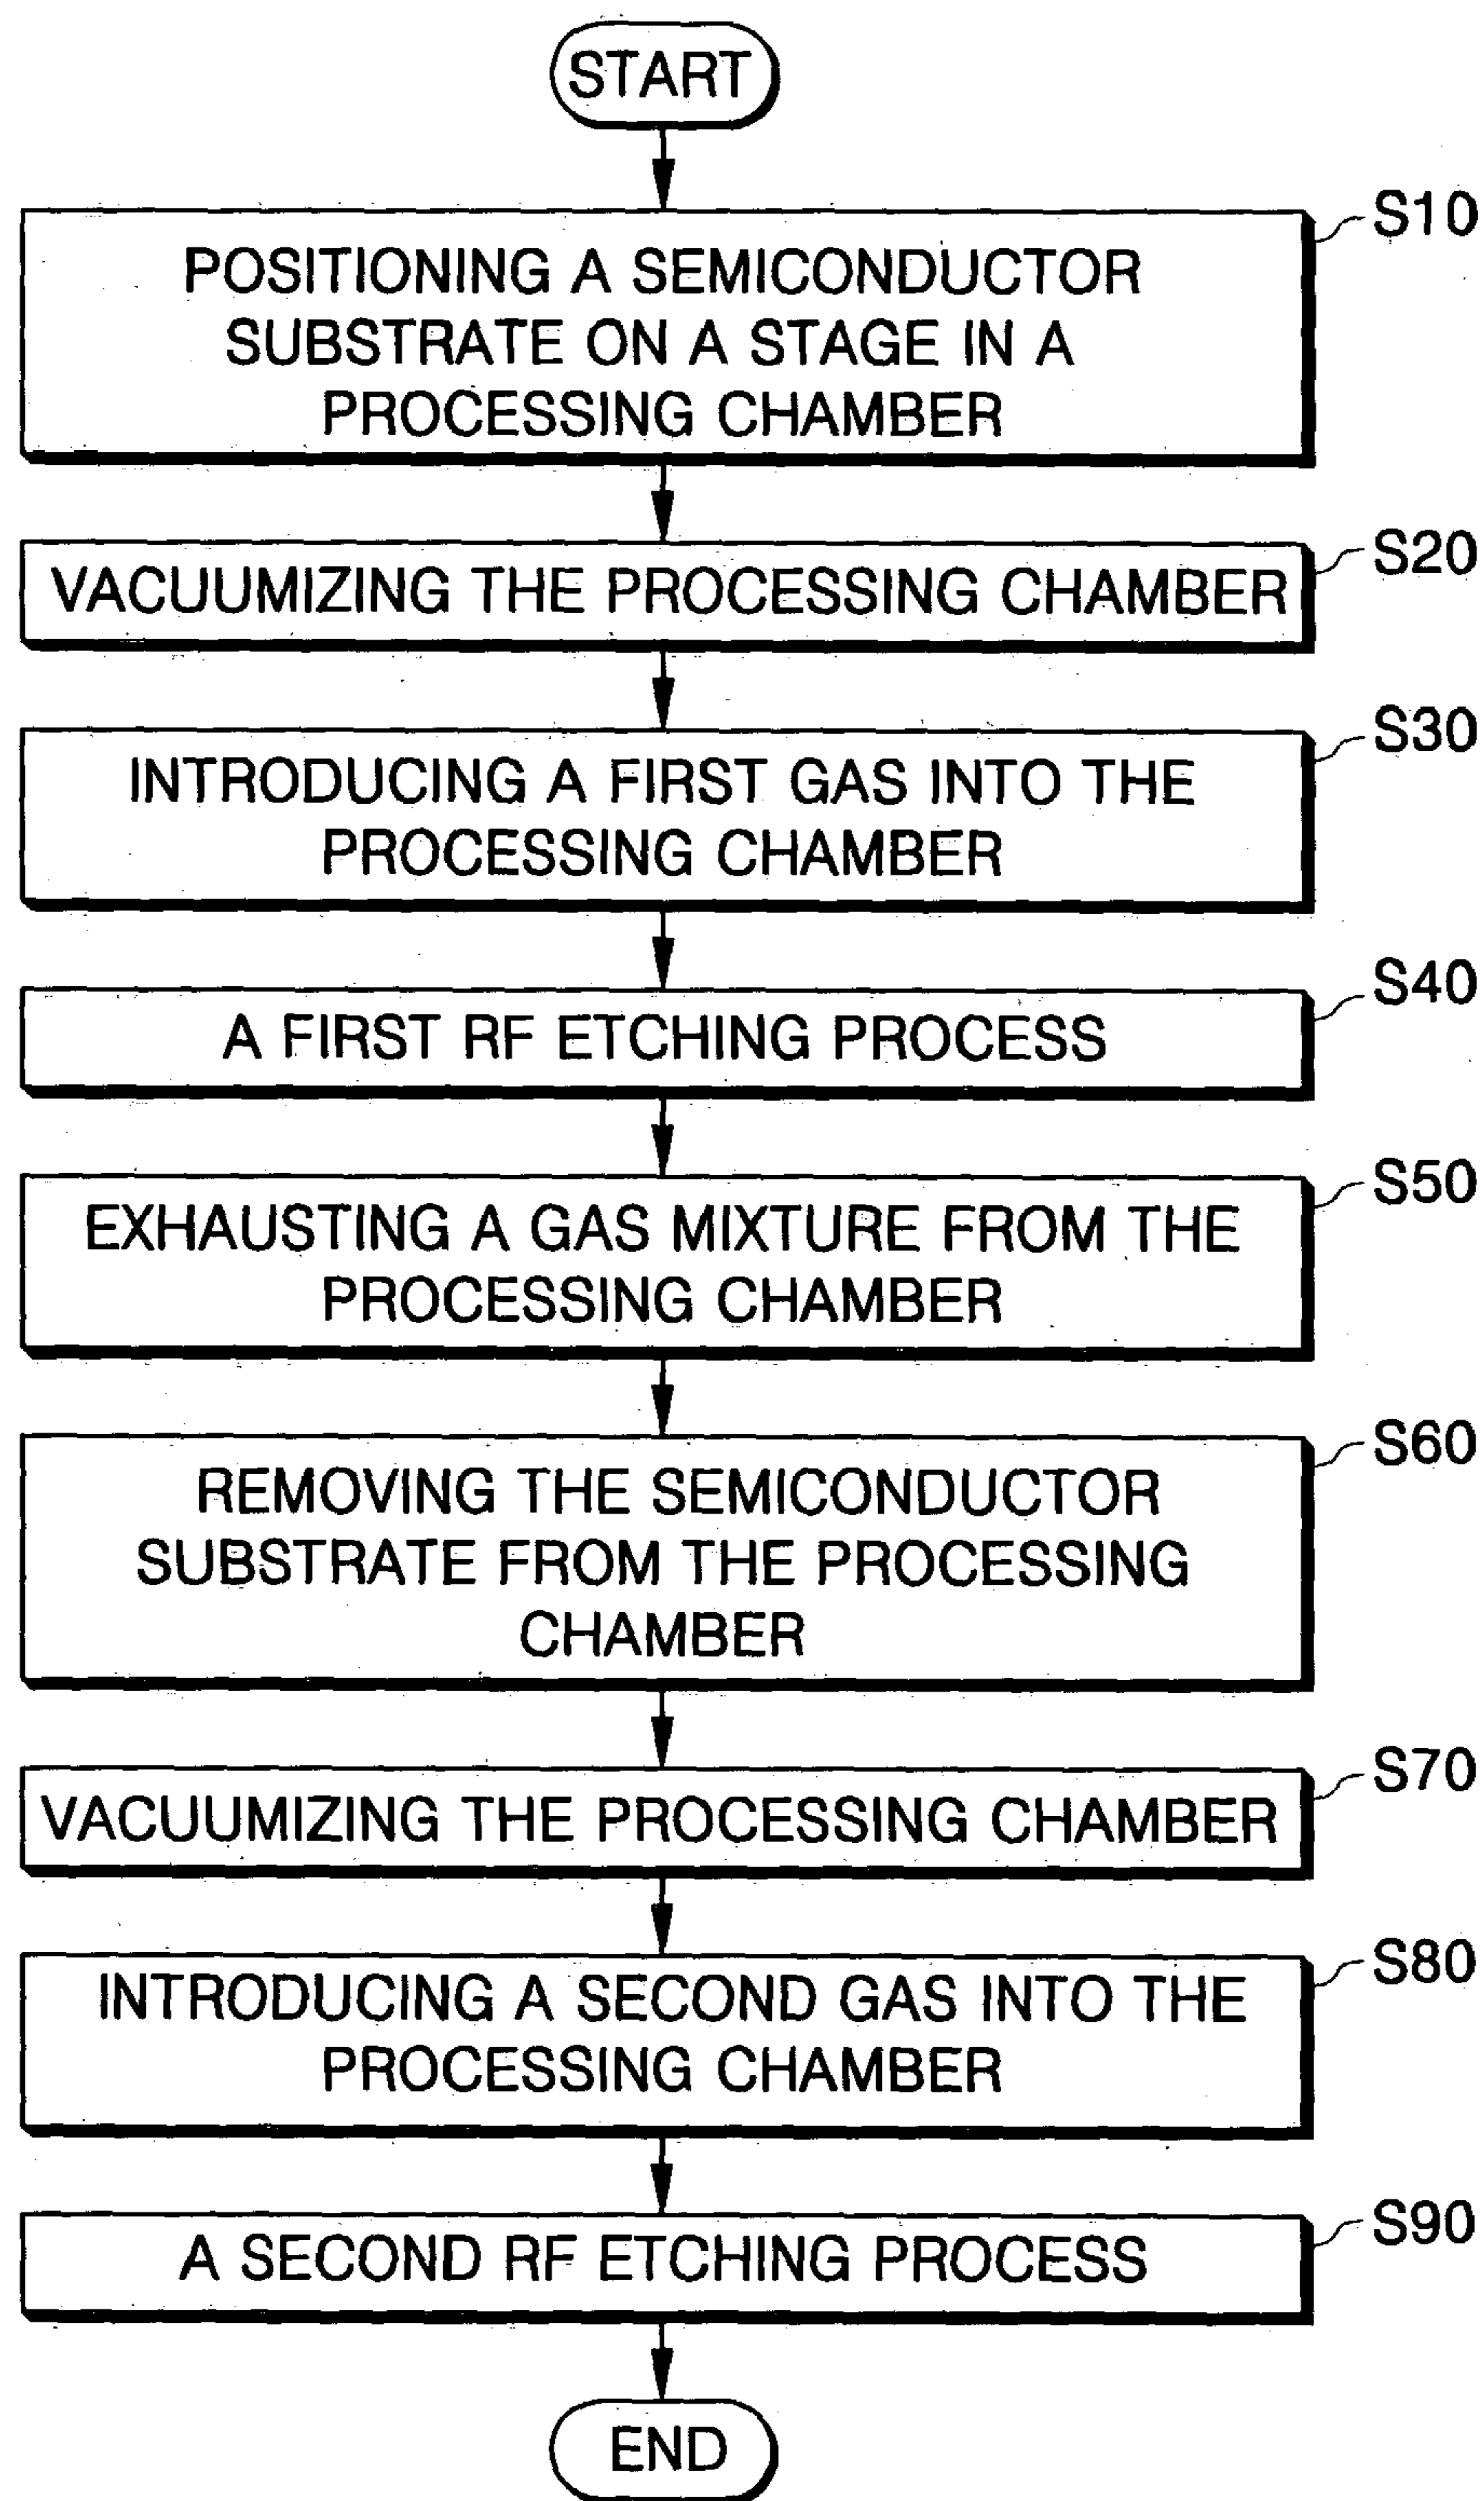 START
S10
POSITIONING A SEMICONDUCTOR
SUBSTRATE ON A STAGE IN A
PROCESSING CHAMBER
S20
VACUUMIZING THE PROCESSING CHAMBER
S30
INTRODUCING A FIRST GAS INTO THE
PROCESSING CHAMBER
S40
A FIRST RF ETCHING PROCESS
S50
EXHAUSTING A GAS MIXTURE FROM THE
PROCESSING CHAMBER
S60
REMOVING THE SEMICONDUCTOR
SUBSTRATE FROM THE PROCESSING
CHAMBER
S70
VACUUMIZING THE PROCESSING CHAMBER
S80
INTRODUCING A SECOND GAS INTO THE
PROCESSING CHAMBER
S90
A SECOND RF ETCHING PROCESS
END